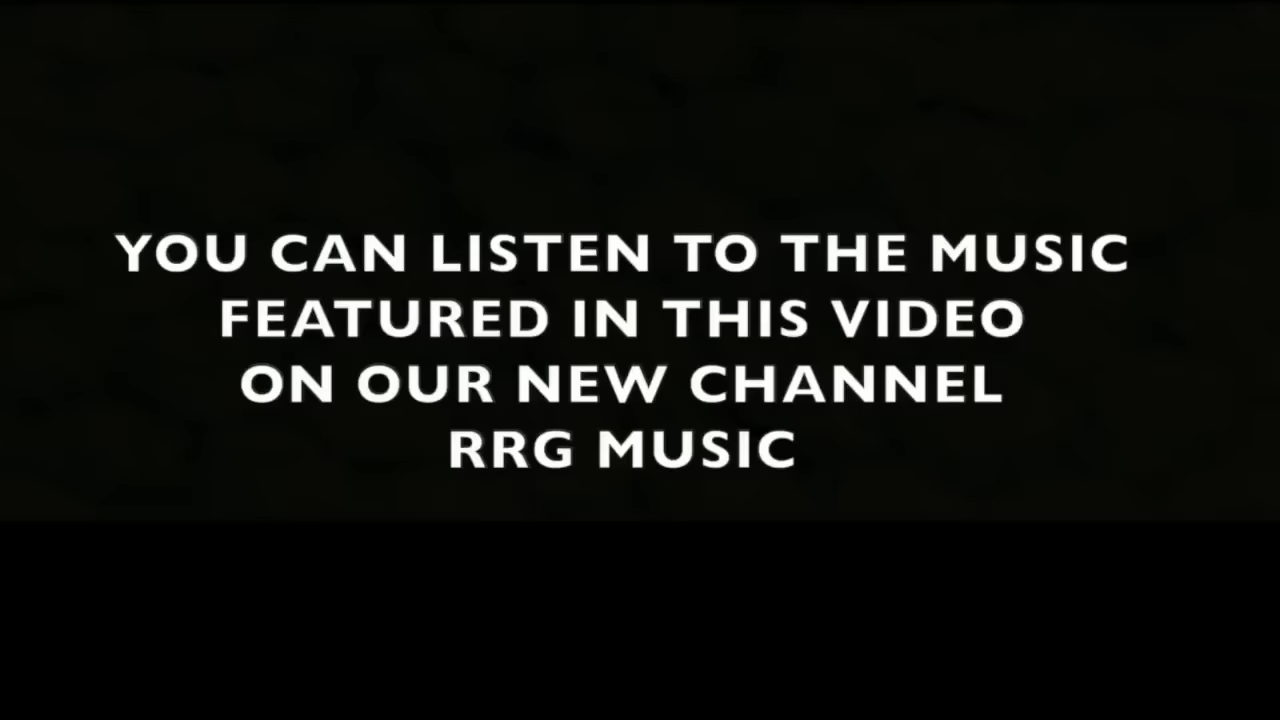 YOU CAN LISTEN TO THE MUSIC
FEATURED IN THIS VIDEO
ON OUR NEW CHANNEL
RRG MUSIC